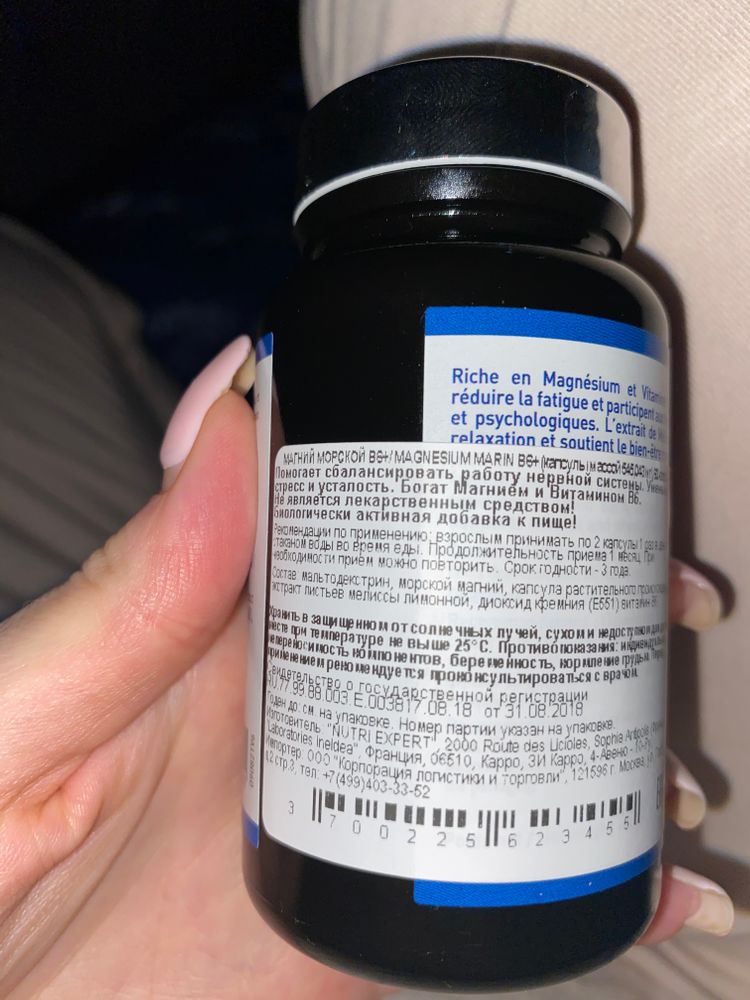 Riche en Magnésium et
réduire la fatigue et participent
et psychologiques. L'extrait de
relaxation et soutient le bien-être
МАГНИЙ МОРСКОЙ B6+/ MAGNESIUM MARIN B6+ (капсулы массой
Помогает сбалансировать работу нервной системы.
стресс и усталость. Богат Магнием и Витамином B6.
Не является лекарственным средством!
Биологически активная добавка к пище!
Рекомендации по применению: взрослым принимать по 2 капсулы 1 раз в
стаканом воды во время еды. Продолжительность приема 1 месяц. При
необходимости прием можно повторить. Срок годности - 3 года.
Состав: мальтодекстрин, морской магний, капсула растительного
экстракт листьев мелиссы лимонной, диоксид кремния (E551) витамин
Хранить в защищенном от солнечных лучей, сухом и недоступном для
месте при температуре не выше 25°C. Противопоказания:
непереносимость компонентов, беременность, кормление грудью.
применением рекомендуется проконсультироваться с врачом.
Свидетельство о государственной регистрации
RU.77.99.88.003.E.003817.08.18 от 31.08.2018
Годен до: см. на упаковке. Номер партии указан на упаковке.
Изготовитель: "NUTRI EXPERT", 2000 Route des Lucioles, Sophia Antipolis
"Laboratories Ineldea", Франция, 06510, Карро, ЗИ Карро, 4-Авеню
Импортер: ООО "Корпорация логистики и торговли", 121596 г. Москва,
2 стр.3, тел: +7(499)403-33-52
3 700225 623455